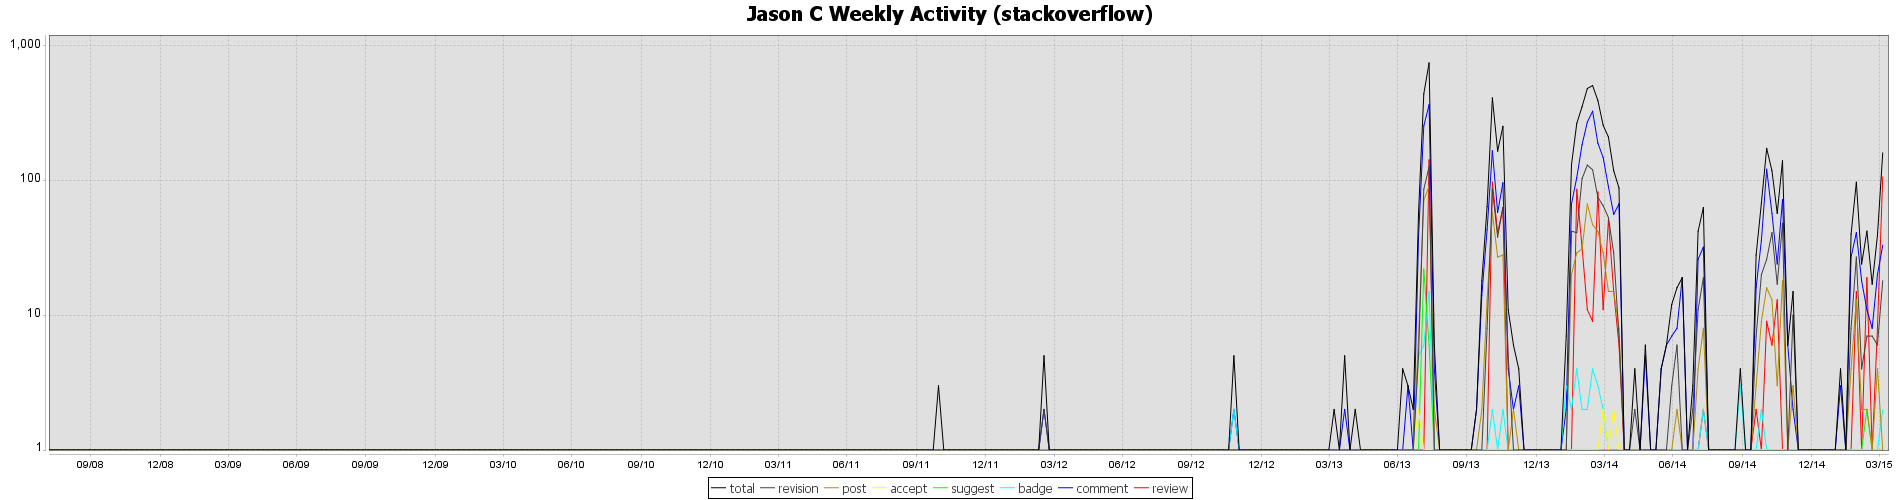 Jason C Weekly Activity (stackoverflow)
1,000
100
10
1
09/08 12/08 03/09 06/09 09/09 12/09 03/10 06/10 09/10 12/10 03/11 06/11 09/11 12/11 03/12 06/12 09/12 12/12 03/13 06/13 09/13 12/13 03/14 06/14 09/14 12/14 03/15
total revision post accept suggest badge comment review